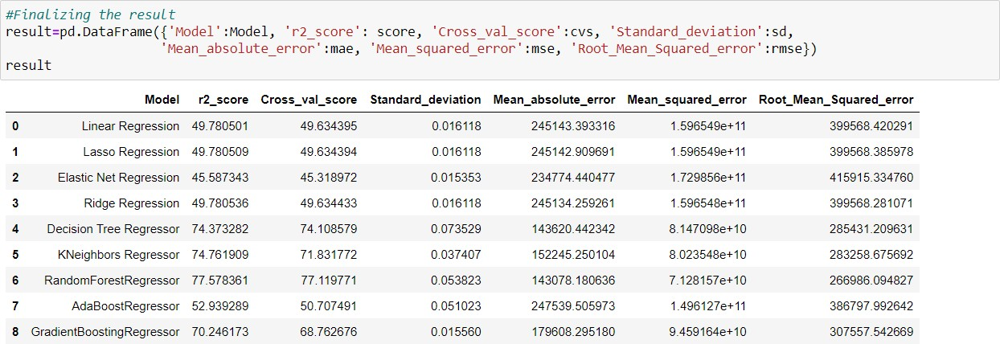 #Finalizing the result
result=pd.DataFrame({'Model':Model, 'r2_score': score, 'Cross_val_score':cvs, 'Standard_deviation':sd,
'Mean_absolute_error':mae, 'Mean_squared_error':mse, 'Root_Mean_Squared_error':rmse})
result
Model r2_score Cross_val_score Standard_deviation Mean_absolute_error Mean_squared_error Root_Mean_Squared_error
0 Linear Regression 49.780501 49.634395 0.016118 245143.393316 1.596549e+11 399568.420291
1 Lasso Regression 49.780509 49.634394 0.016118 245142.909691 1.596549e+11 399568.385978
2 Elastic Net Regression 45.587343 45.318972 0.015353 234774.440477 1.729856e+11 415915.334760
3 Ridge Regression 49.780536 49.634433 0.016118 245134.259261 1.596548e+11 399568.281071
4 Decision Tree Regressor 74.373282 74.108579 0.073529 143620.442342 8.147098e+10 285431.209631
5 KNeighbors Regressor 74.761909 71.831772 0.037407 152245.250104 8.023548e+10 283258.675692
6 RandomForestRegressor 77.578361 77.119771 0.053823 143078.180636 7.128157e+10 266986.094827
7 AdaBoostRegressor 52.939289 50.707491 0.051023 247539.505973 1.496127e+11 386797.992642
8 GradientBoostingRegressor 70.246173 68.762676 0.015560 179608.295180 9.459164e+10 307557.542669